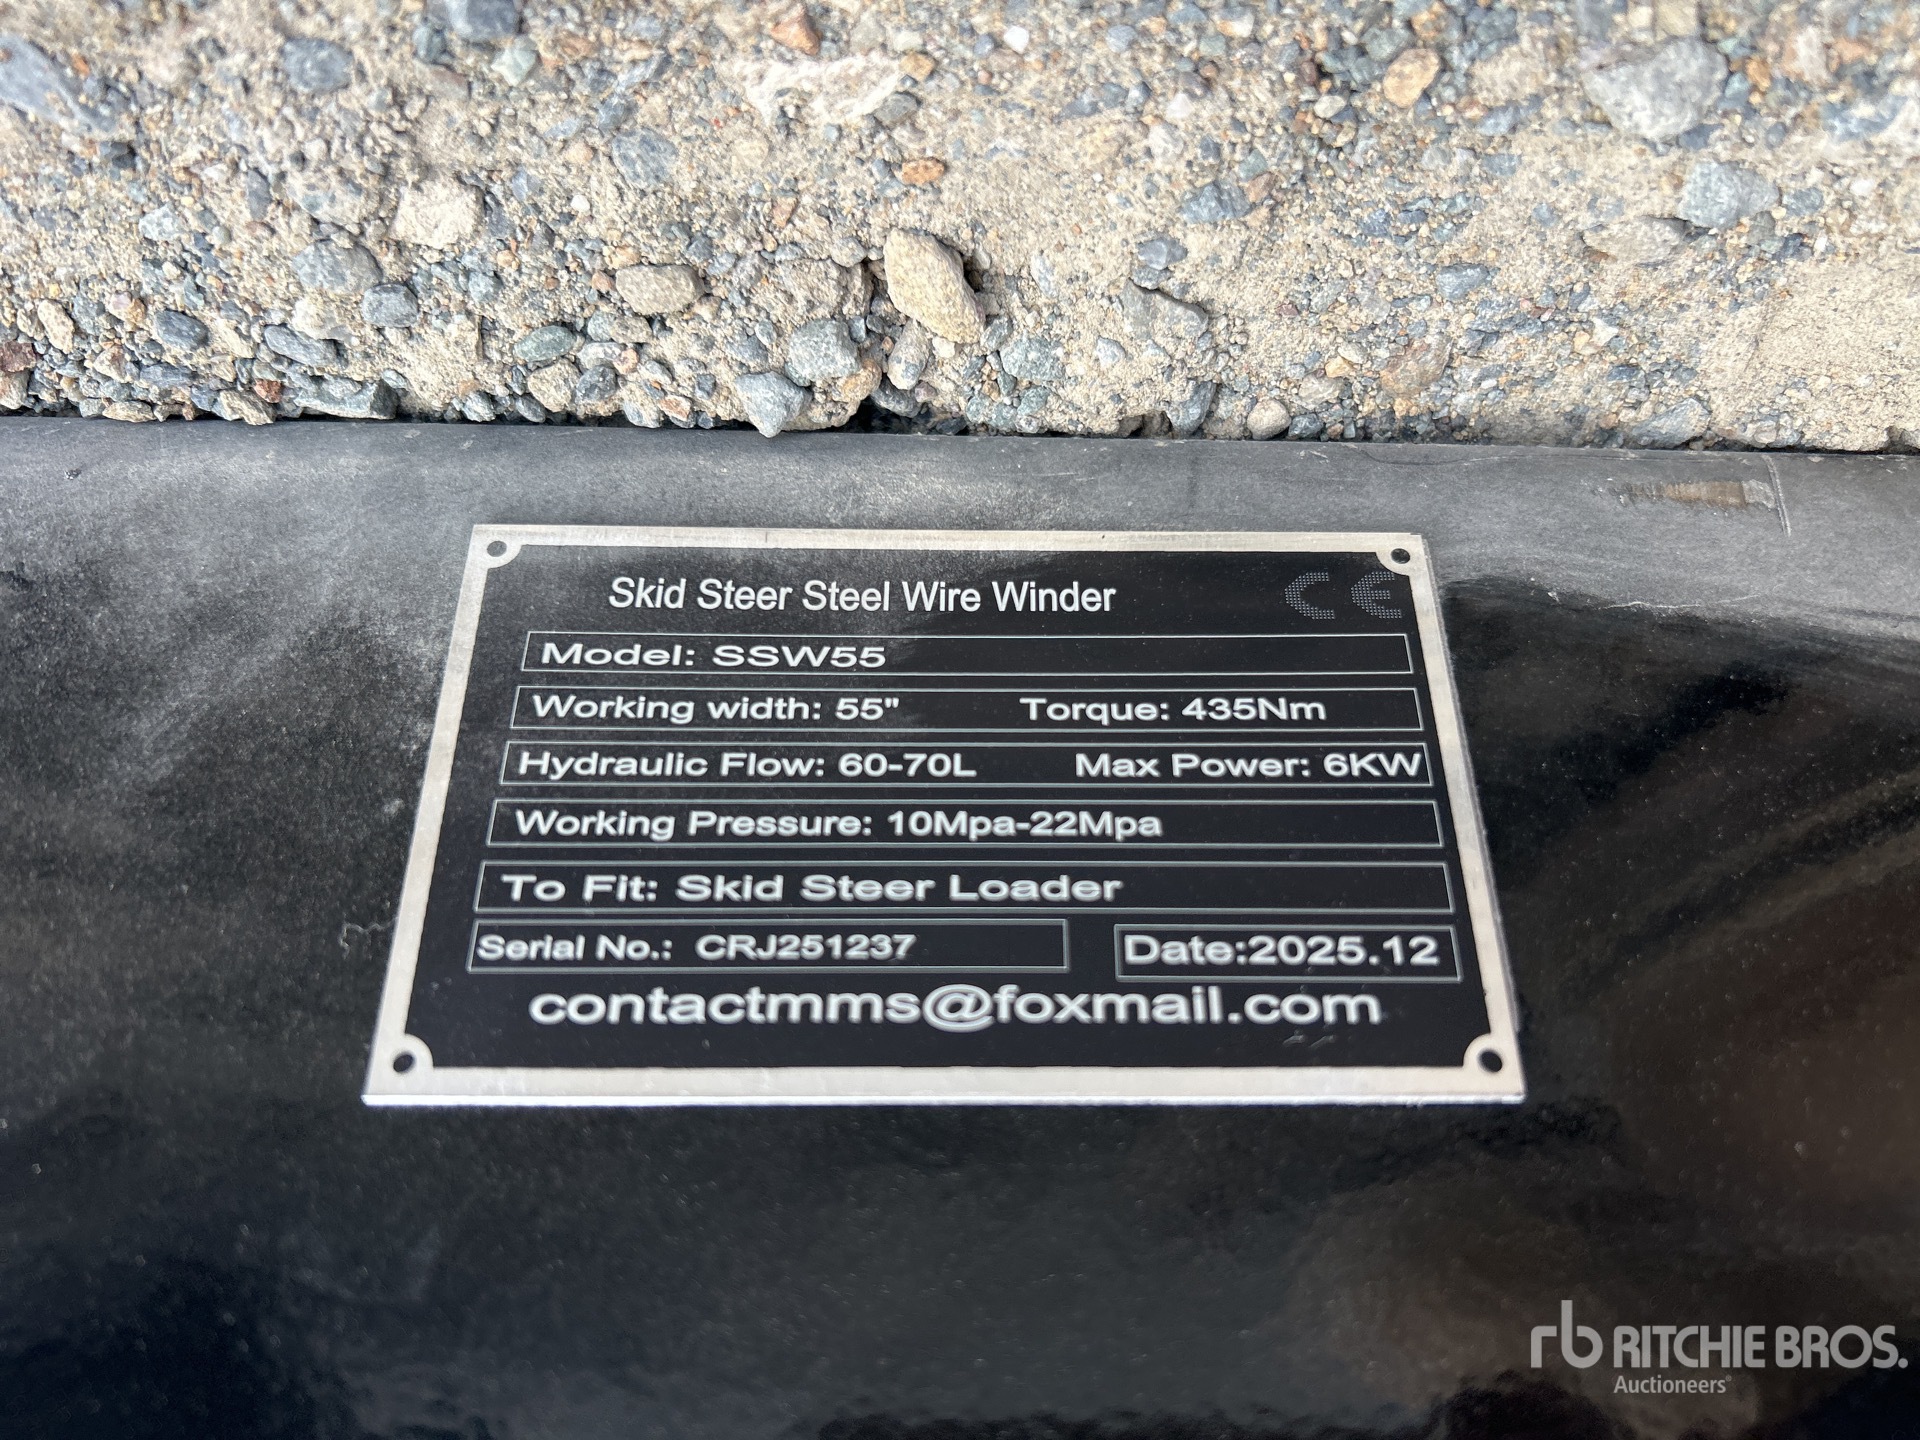 Skid Steer Steel Wire Winder CE
Model: SSW55
Working width: 55" Torque: 435Nm
Hydraulic Flow: 60-70L Max Power: 6KW
Working Pressure: 10Mpa-22Mpa
To Fit: Skid Steer Loader
Serial No.: CRJ251237 Date:2025.12
contactmms@foxmail.com
rb RITCHIE BROS.
Auctioneers